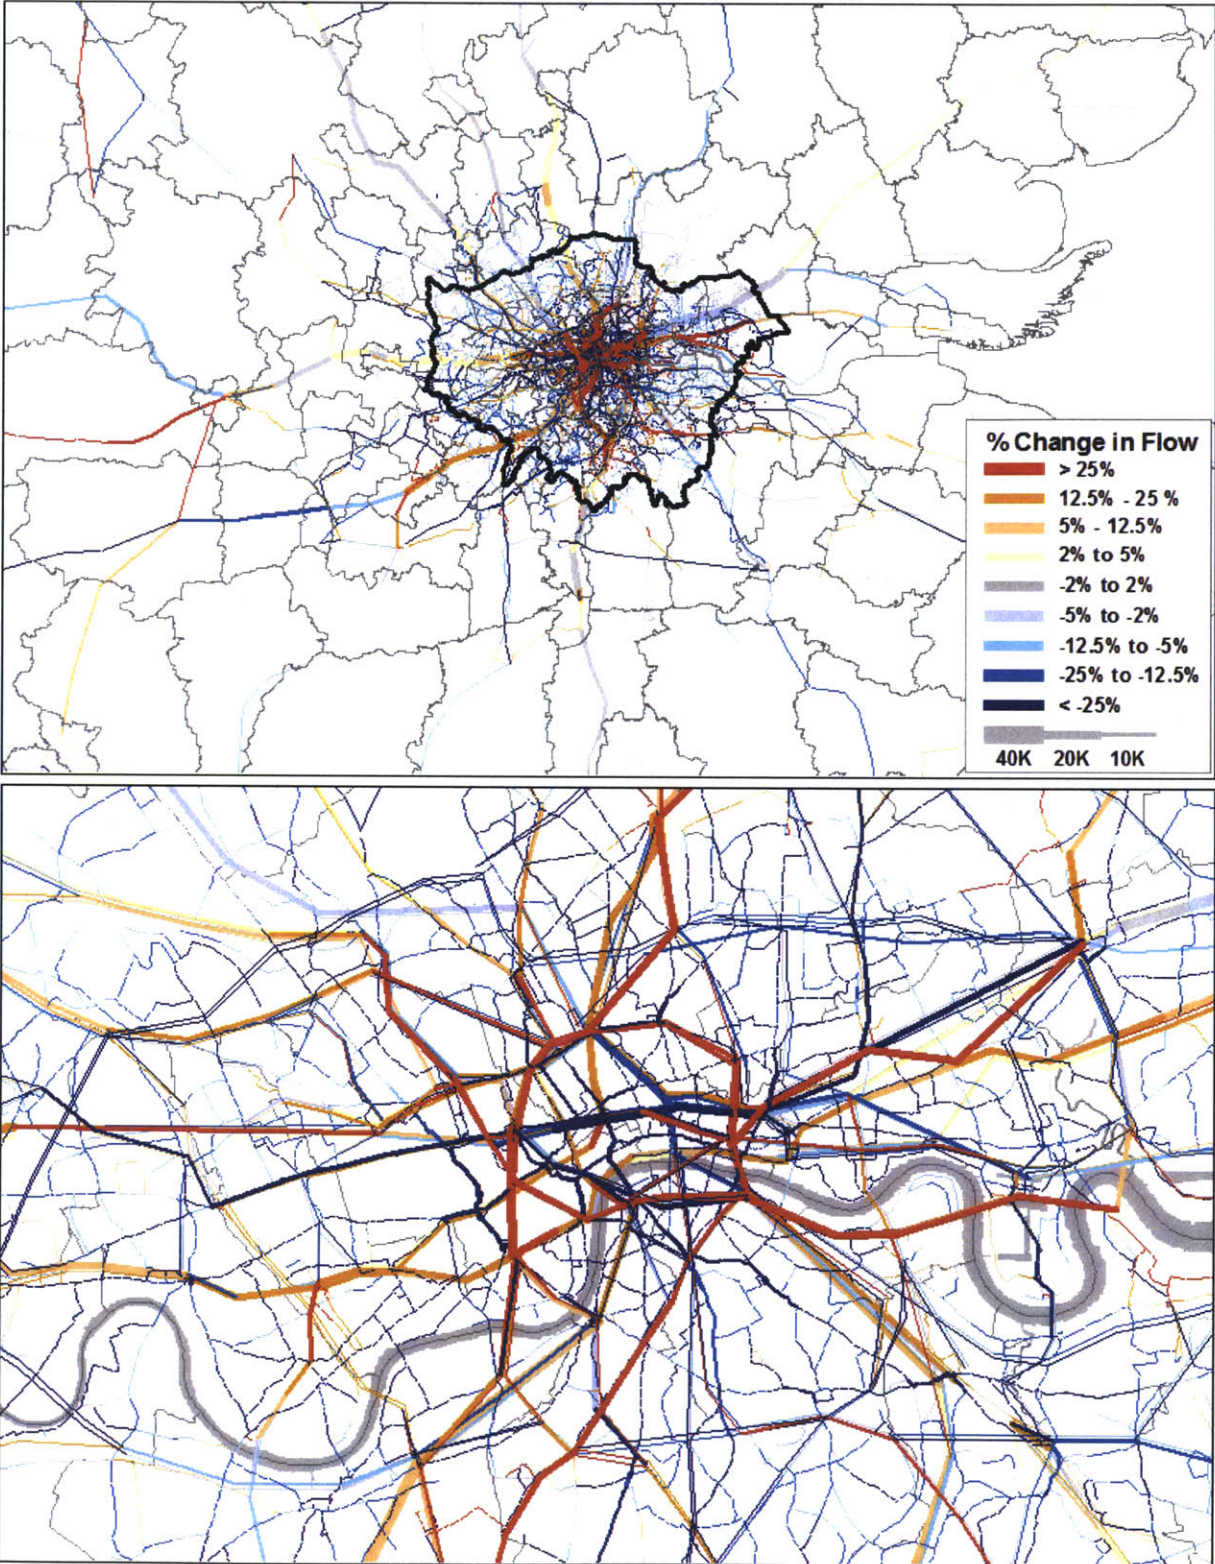 % Change in Flow
> 25%
12.5% - 25 %
5% - 12.5%
2% to 5%
-2% to 2%
-5% to -2%
-12.5% to -5%
-25% to -12.5%
< -25%
40K 20K 10K